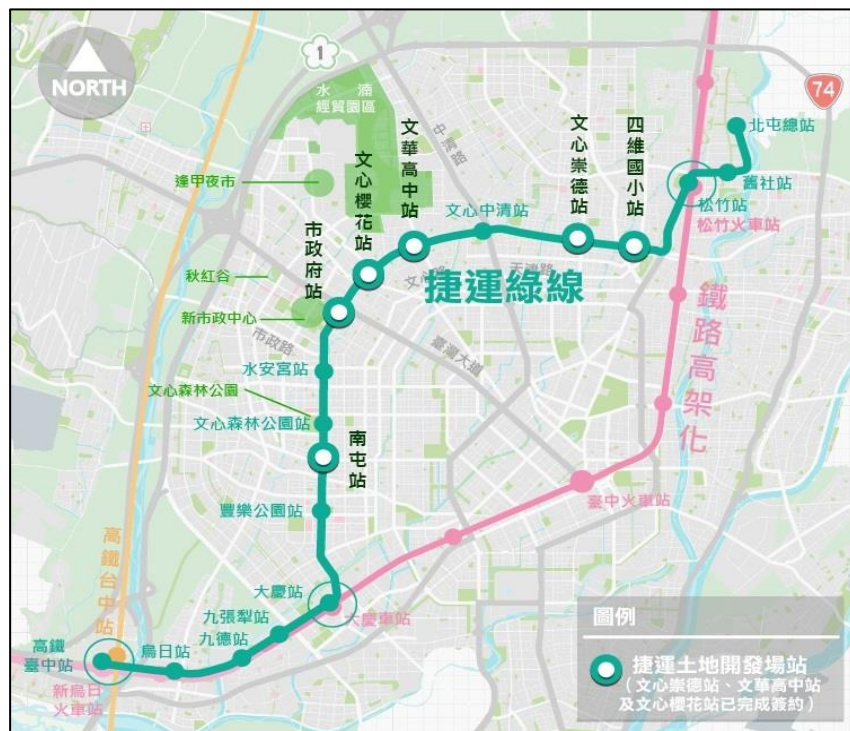 NORTH
1
74
水湳
經貿園區
中清路
北屯總站
舊社站
松竹站
松竹火車站
四維國小站
文心崇德站
文心中清站
文華高中站
文心櫻花站
逢甲夜市
市政府站
秋紅谷
新市政中心
市政路
天津路
捷運綠線
臺灣大道
水安宮站
文心森林公園
文心森林公園站
南屯站
鐵路高架化
豐樂公園站
臺中火車站
大慶站
大慶車站
九張犁站
九德站
烏日站
高鐵台中站
高鐵
臺中站
新烏日
火車站
圖例
捷運土地開發場站
(文心崇德站、文華高中站
及文心櫻花站已完成簽約)